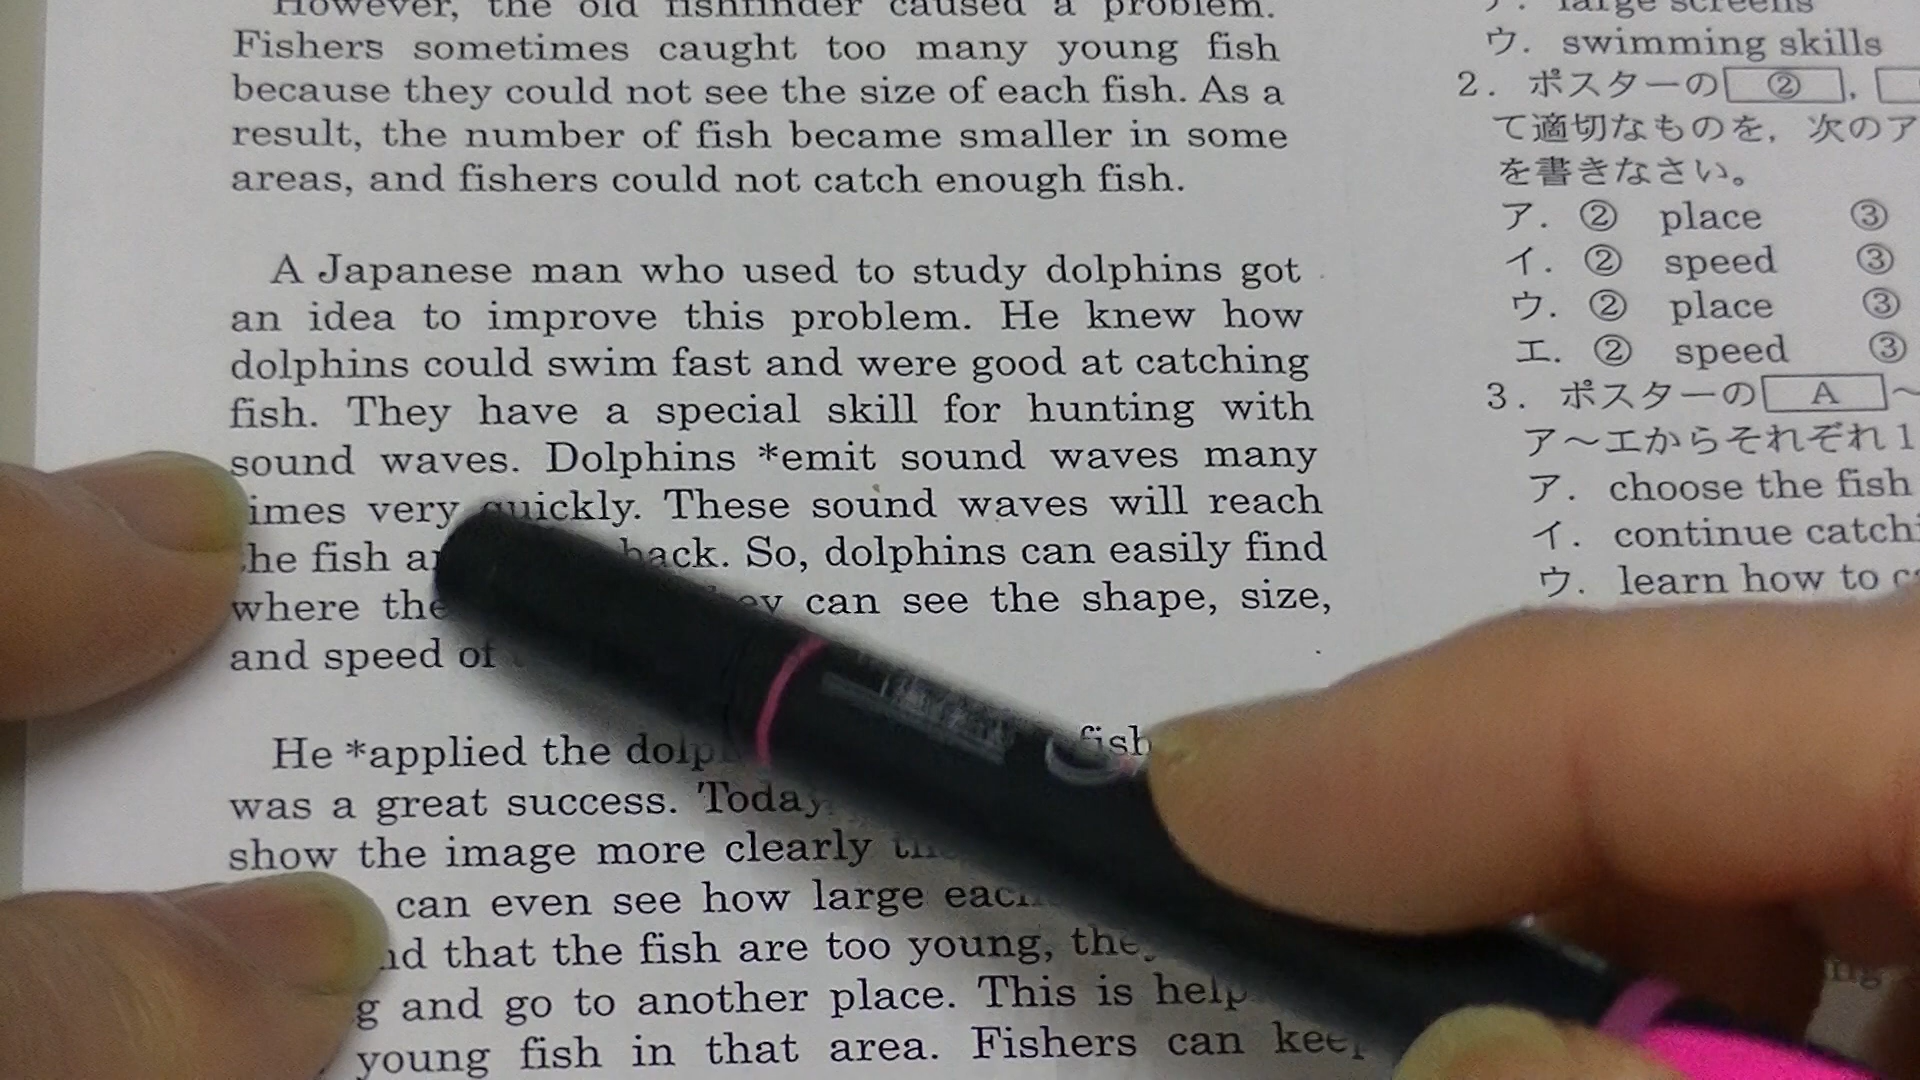 However, the old fishfinder caused a problem.
Fishers sometimes caught too many young fish
because they could not see the size of each fish. As a
result, the number of fish became smaller in some
areas, and fishers could not catch enough fish.
A Japanese man who used to study dolphins got
an idea to improve this problem. He knew how
dolphins could swim fast and were good at catching
fish. They have a special skill for hunting with
sound waves. Dolphins *emit sound waves many
very quickly. These sound waves will reach
fish back. So, dolphins can easily find
where can see the shape, size,
and speed of
He *applied the fish
was a great success. Today
show the image more clearly
can even see how large
that the fish are too young,
and go to another place. This is
young fish in that area. Fishers can
large screens
ウ. swimming skills
2. ポスターの ② ,
て適切なものを, 次のア
を書きなさい。
ア. ② place ③
イ. ② speed ③
ウ. ② place ③
エ. ② speed ③
3. ポスターの A ～
ア～エからそれぞれ1
ア. choose the fish
イ. continue
ウ. learn how to